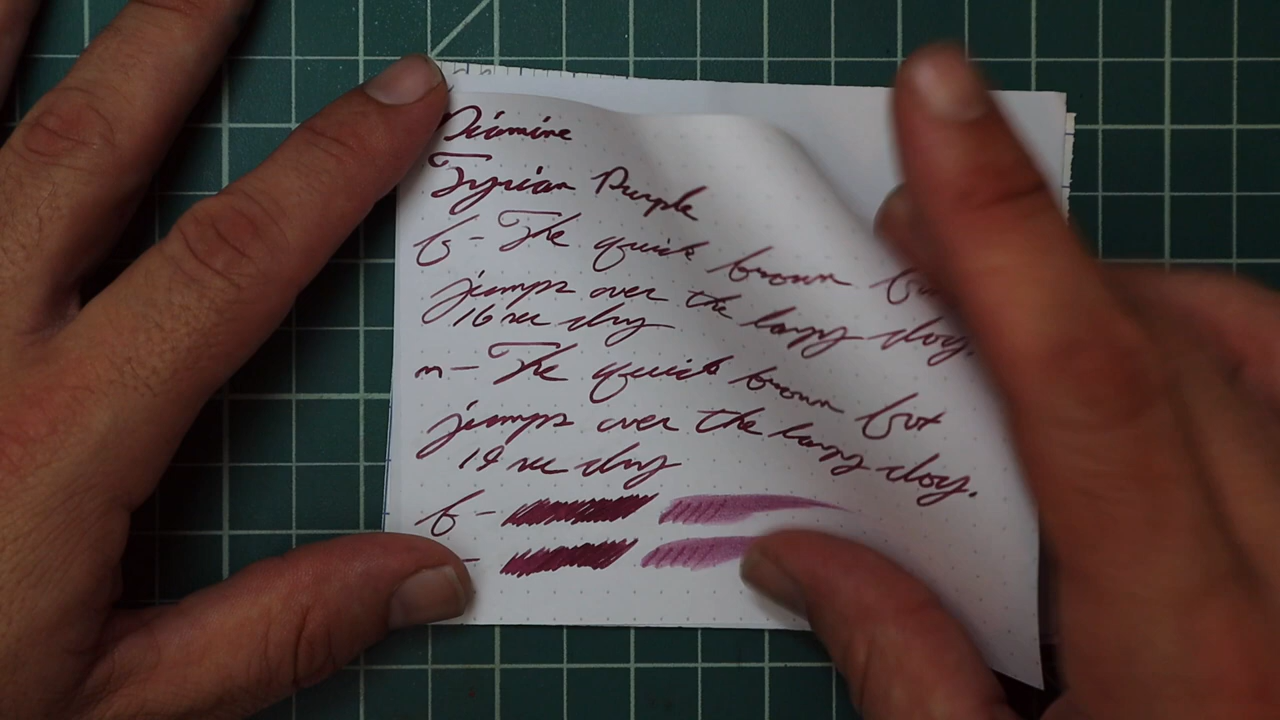 Diamine
Tyrian Purple
f - The quick brown
jumps over the lazy dog.
16 sec dry
m - The quick brown fox
jumps over the lazy dog.
19 sec dry
f -
-